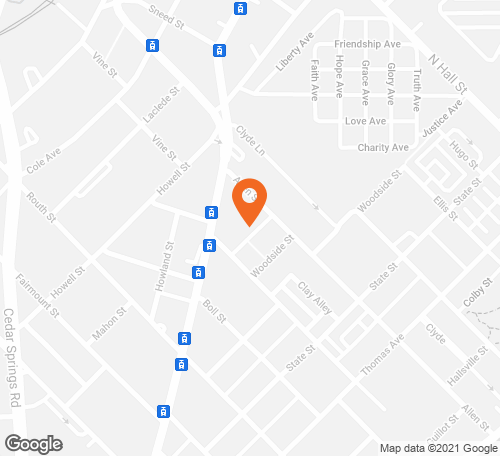 Sneed St
Liberty Ave
Friendship Ave
N Hall St
Vine St
Faith Ave
Hope Ave
Grace Ave
Glory Ave
Truth Ave
Laclede St
Love Ave
Justice Ave
Clyde Ln
Charity Ave
Cole Ave
Vine St
Hugo St
Howell St
Woodside St
State St
Routh St
Ellis St
Howland St
Woodside St
Howell St
State St
Colby St
Fairmount St
Clay Alley
Boll St
Mahon St
Clyde
Cedar Springs Rd
State St
Thomas Ave
Hallsville St
Allen St
Guillot St
Google
Google
Map data ©2021 Google